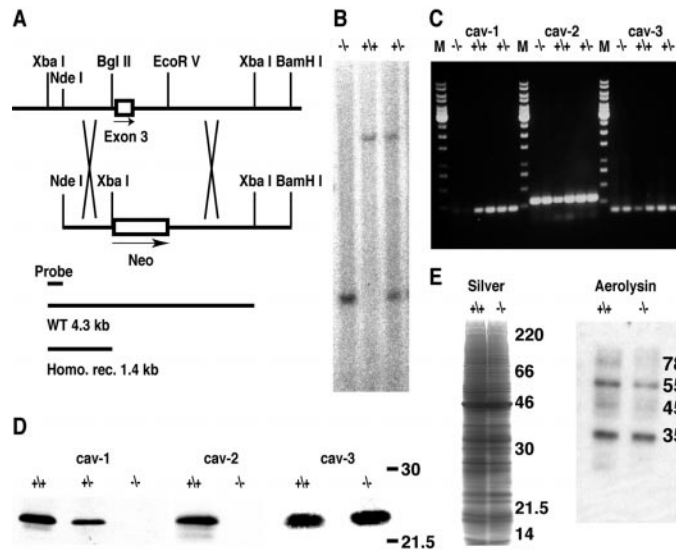 A
Xba I
Nde I
Bgl II
EcoR V
Xba I BamH I
Exon 3
Nde I
Xba I
Xba I BamH I
Neo
Probe
WT 4.3 kb
Homo. rec. 1.4 kb
B
-/- +/+ +/-
C
cav-1 cav-2 cav-3
M -/- +/+ +/- M -/- +/+ +/- M -/- +/+ +/-
D
cav-1 cav-2 cav-3
+/+ +/- -/- +/+ -/- +/+ -/-
30
21.5
E
Silver
+/+ -/-
220
66
46
30
21.5
14
Aerolysin
+/+ -/-
78
55
45
35